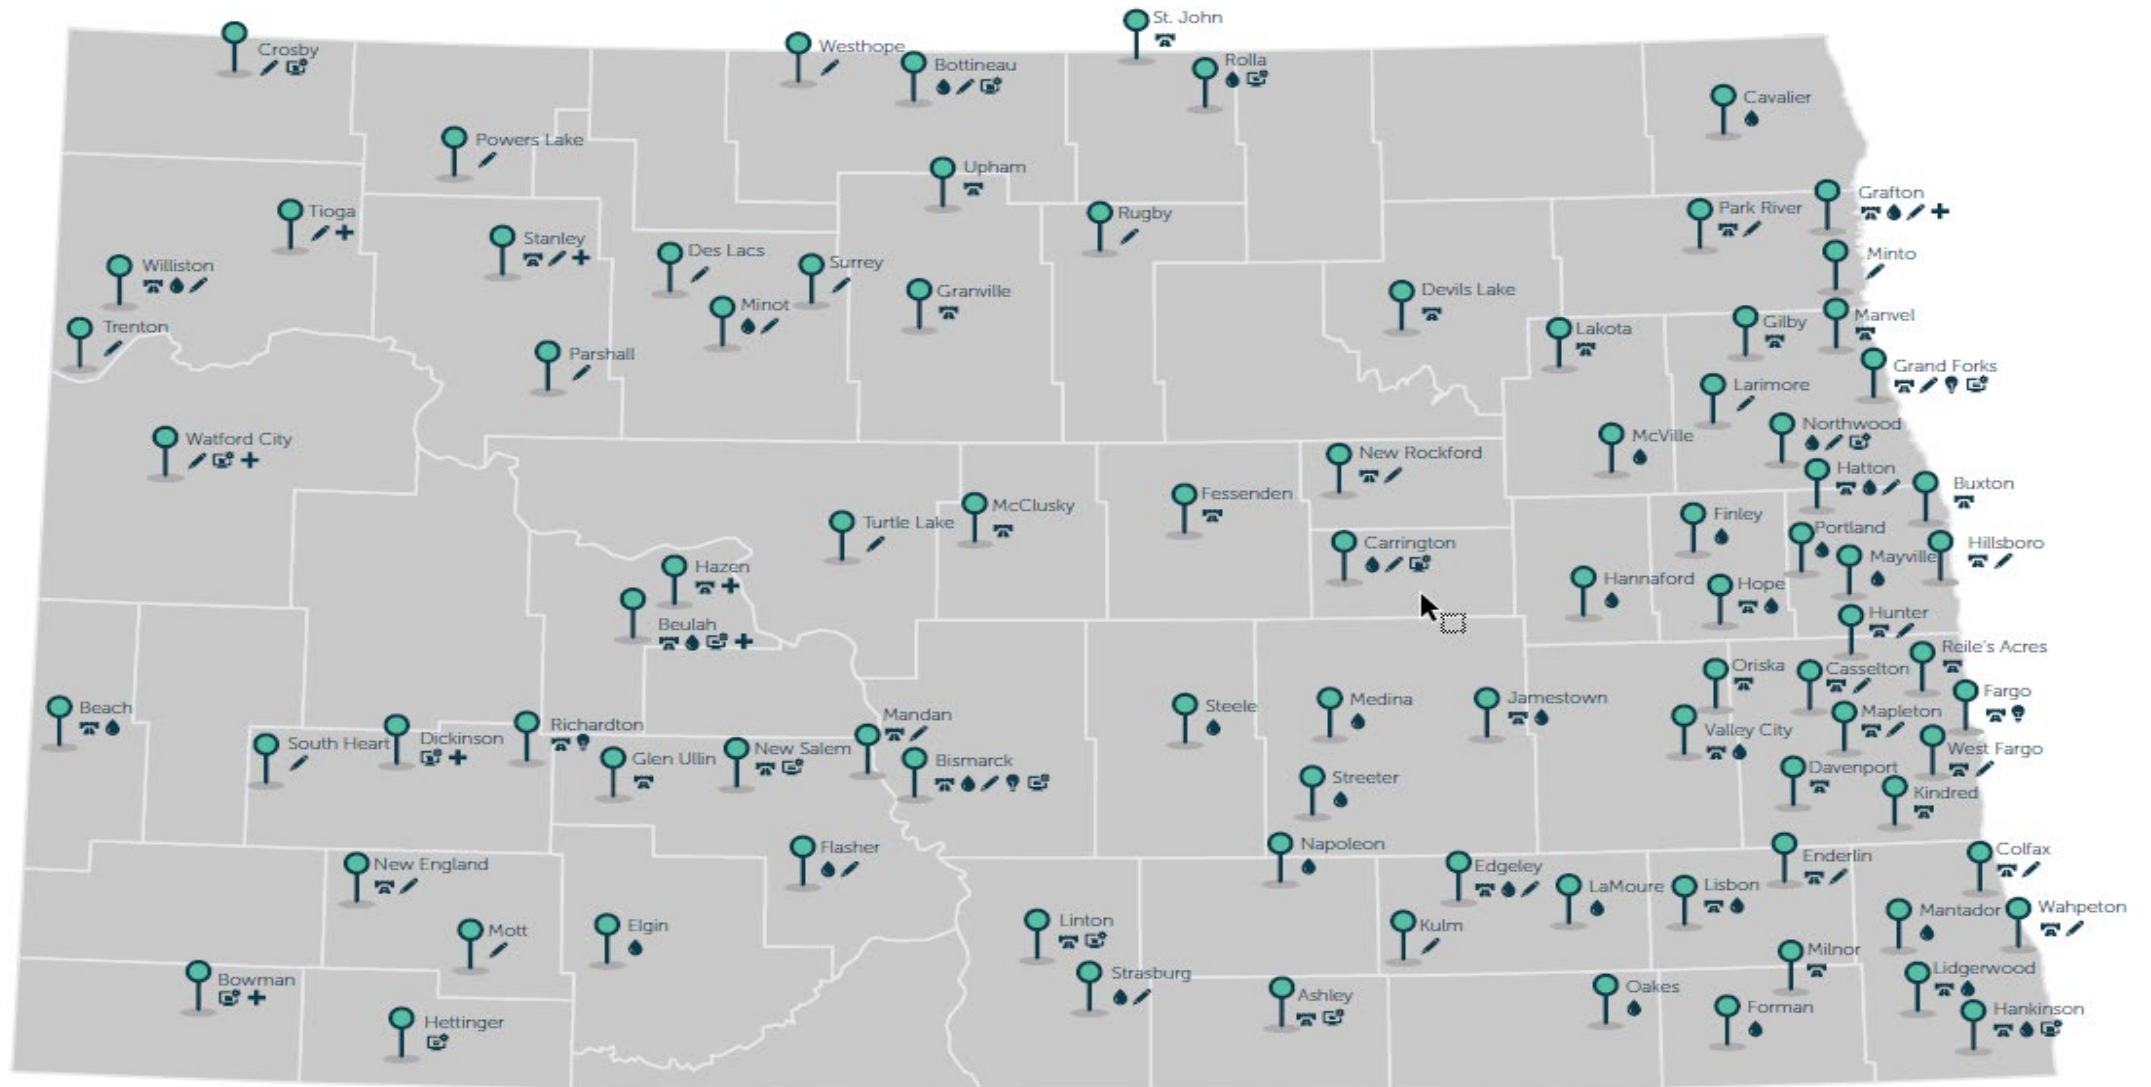 St. John
Crosby
Westhope
Bottineau
Rolla
Cavalier
Powers Lake
Upham
Grafton
Tioga
Rugby
Park River
Stanley
Des Lacs
Surrey
Minto
Williston
Minot
Granville
Devils Lake
Trenton
Lakota
Gilby
Manvel
Parshall
Grand Forks
Larimore
Watford City
McVille
Northwood
New Rockford
Hatton
Buxton
Fessenden
McClusky
Turtle Lake
Finley
Portland
Carrington
Hillsboro
Mayville
Hazen
Hannaford
Hope
Beulah
Hunter
Reile's Acres
Oriska
Casselton
Beach
Steele
Medina
Jamestown
Fargo
Mandan
Mapleton
Richardton
Valley City
South Heart
Dickinson
New Salem
West Fargo
Glen Ullin
Bismarck
Davenport
Streeter
Kindred
Flasher
Napoleon
Colfax
New England
Edgeley
Enderlin
LaMoure
Lisbon
Mott
Elgin
Linton
Kulm
Mantador
Wahpeton
Milnor
Bowman
Strasburg
Lidgerwood
Ashley
Oakes
Forman
Hankinson
Hettinger